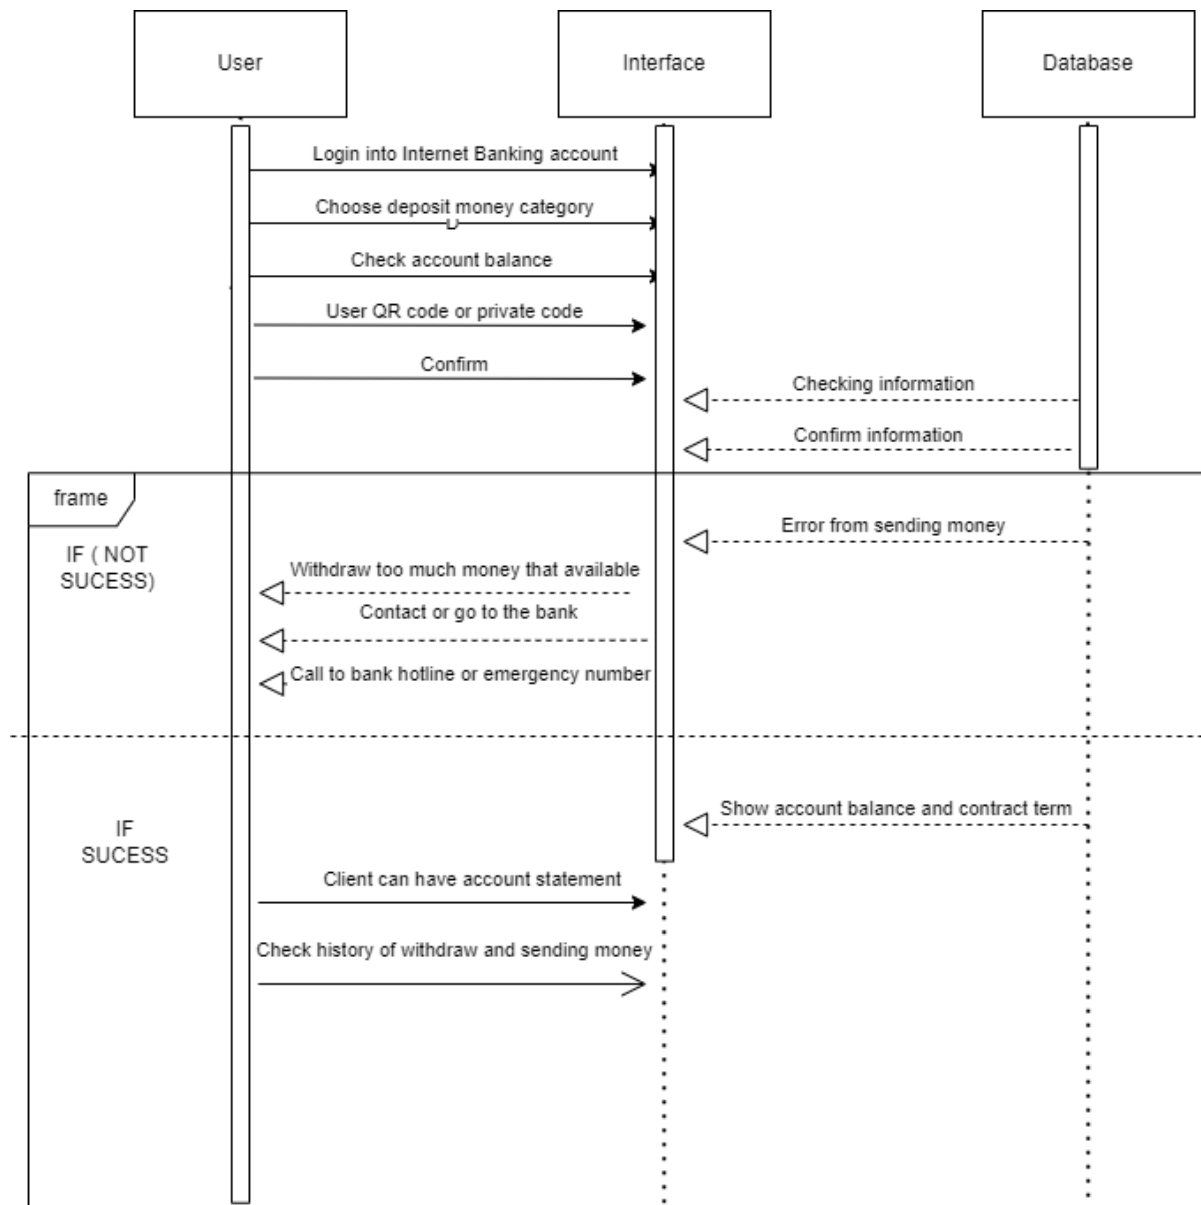 User
Interface
Database
Login into Internet Banking account
Choose deposit money category
Check account balance
User QR code or private code
Confirm
Checking information
Confirm information
frame
Error from sending money
IF ( NOT
SUCESS)
Withdraw too much money that available
Contact or go to the bank
Call to bank hotline or emergency number
Show account balance and contract term
IF
SUCESS
Client can have account statement
Check history of withdraw and sending money